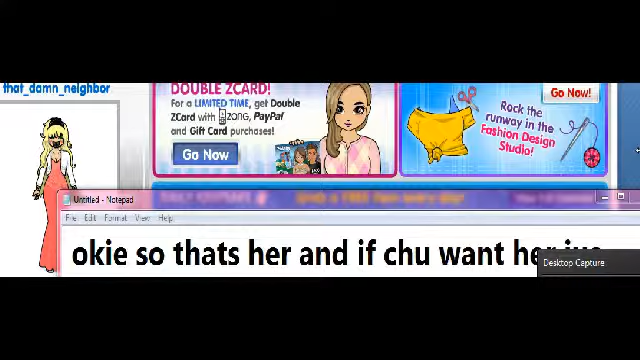 that_damn_neighbor
DOUBLE ZCARD!
For a LIMITED TIME, get Double
ZCard with ZONG, PayPal
and Gift Card purchases!
Go Now
Go Now!
Rock the
runway in the
Fashion Design
Studio!
Untitled - Notepad
File Edit Format View Help
okie so thats her and if chu want her
Desktop Capture